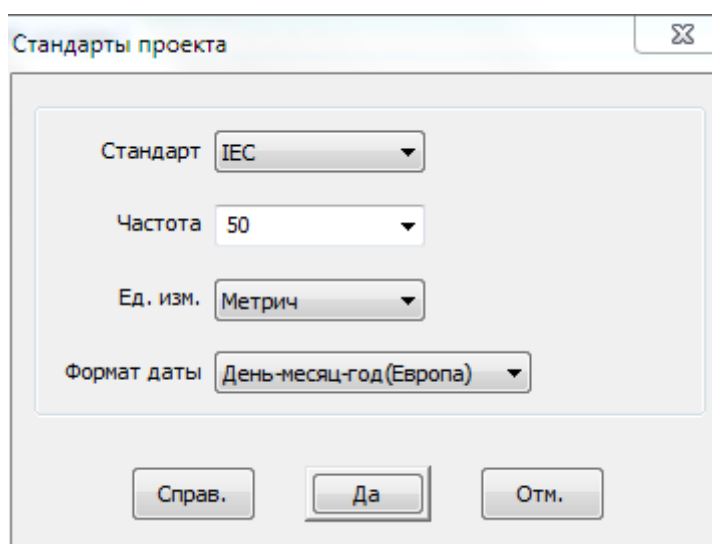 Стандарты проекта
Стандарт IEC
Частота 50
Ед. изм. Метрич
Формат даты День-месяц-год(Европа)
Справ. Да Отм.